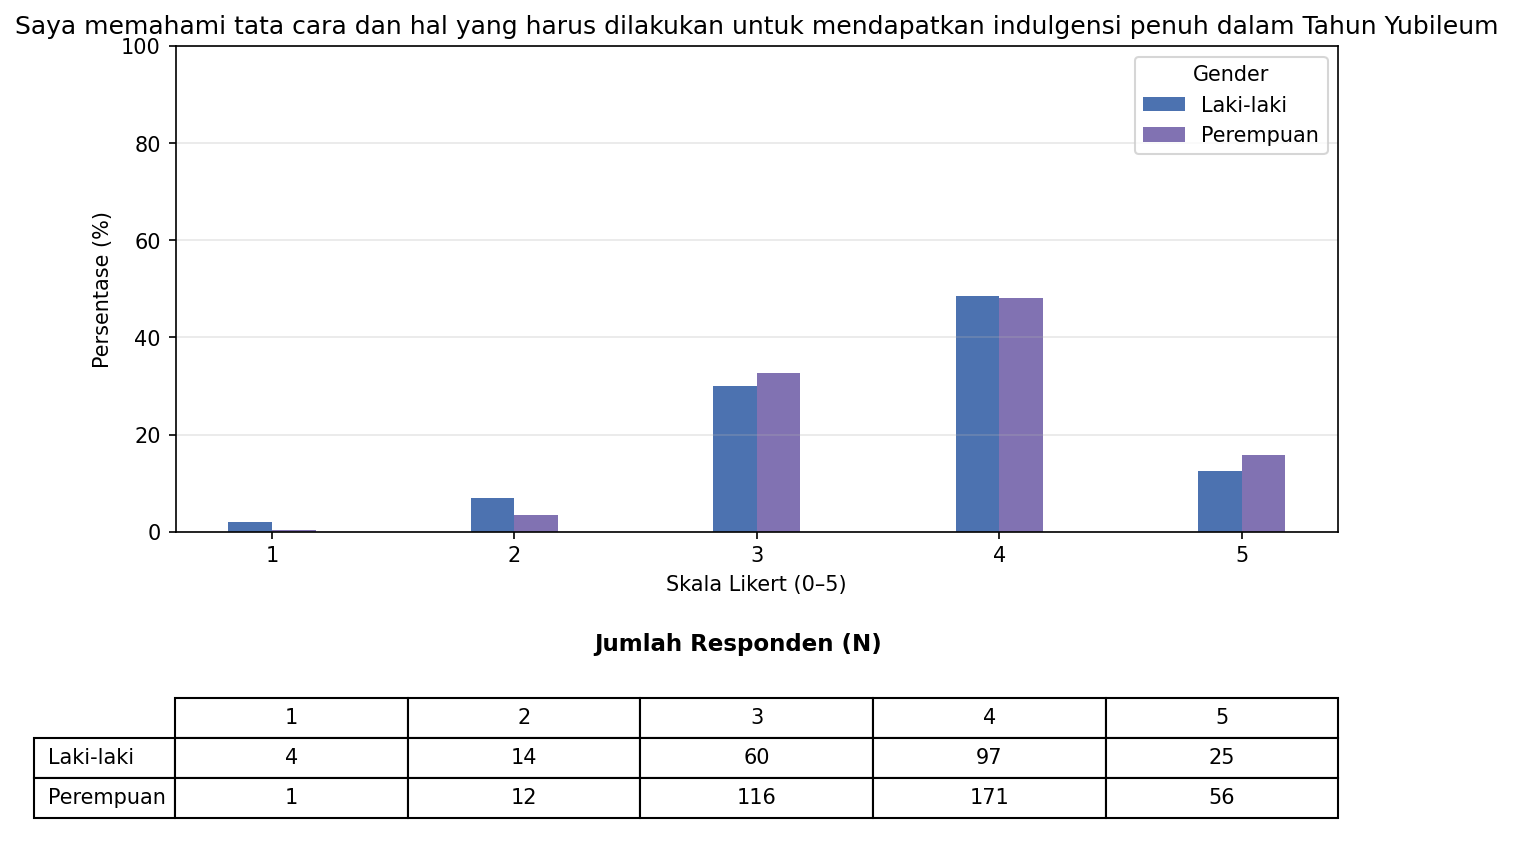 Saya memahami tata cara dan hal yang harus dilakukan untuk mendapatkan indulgensi penuh dalam Tahun Yubileum
100
80
60
40
20
0
Persentase (%)
Gender
Laki-laki
Perempuan
1 2 3 4 5
Skala Likert (0–5)
Jumlah Responden (N)
1 2 3 4 5
Laki-laki 4 14 60 97 25
Perempuan 1 12 116 171 56